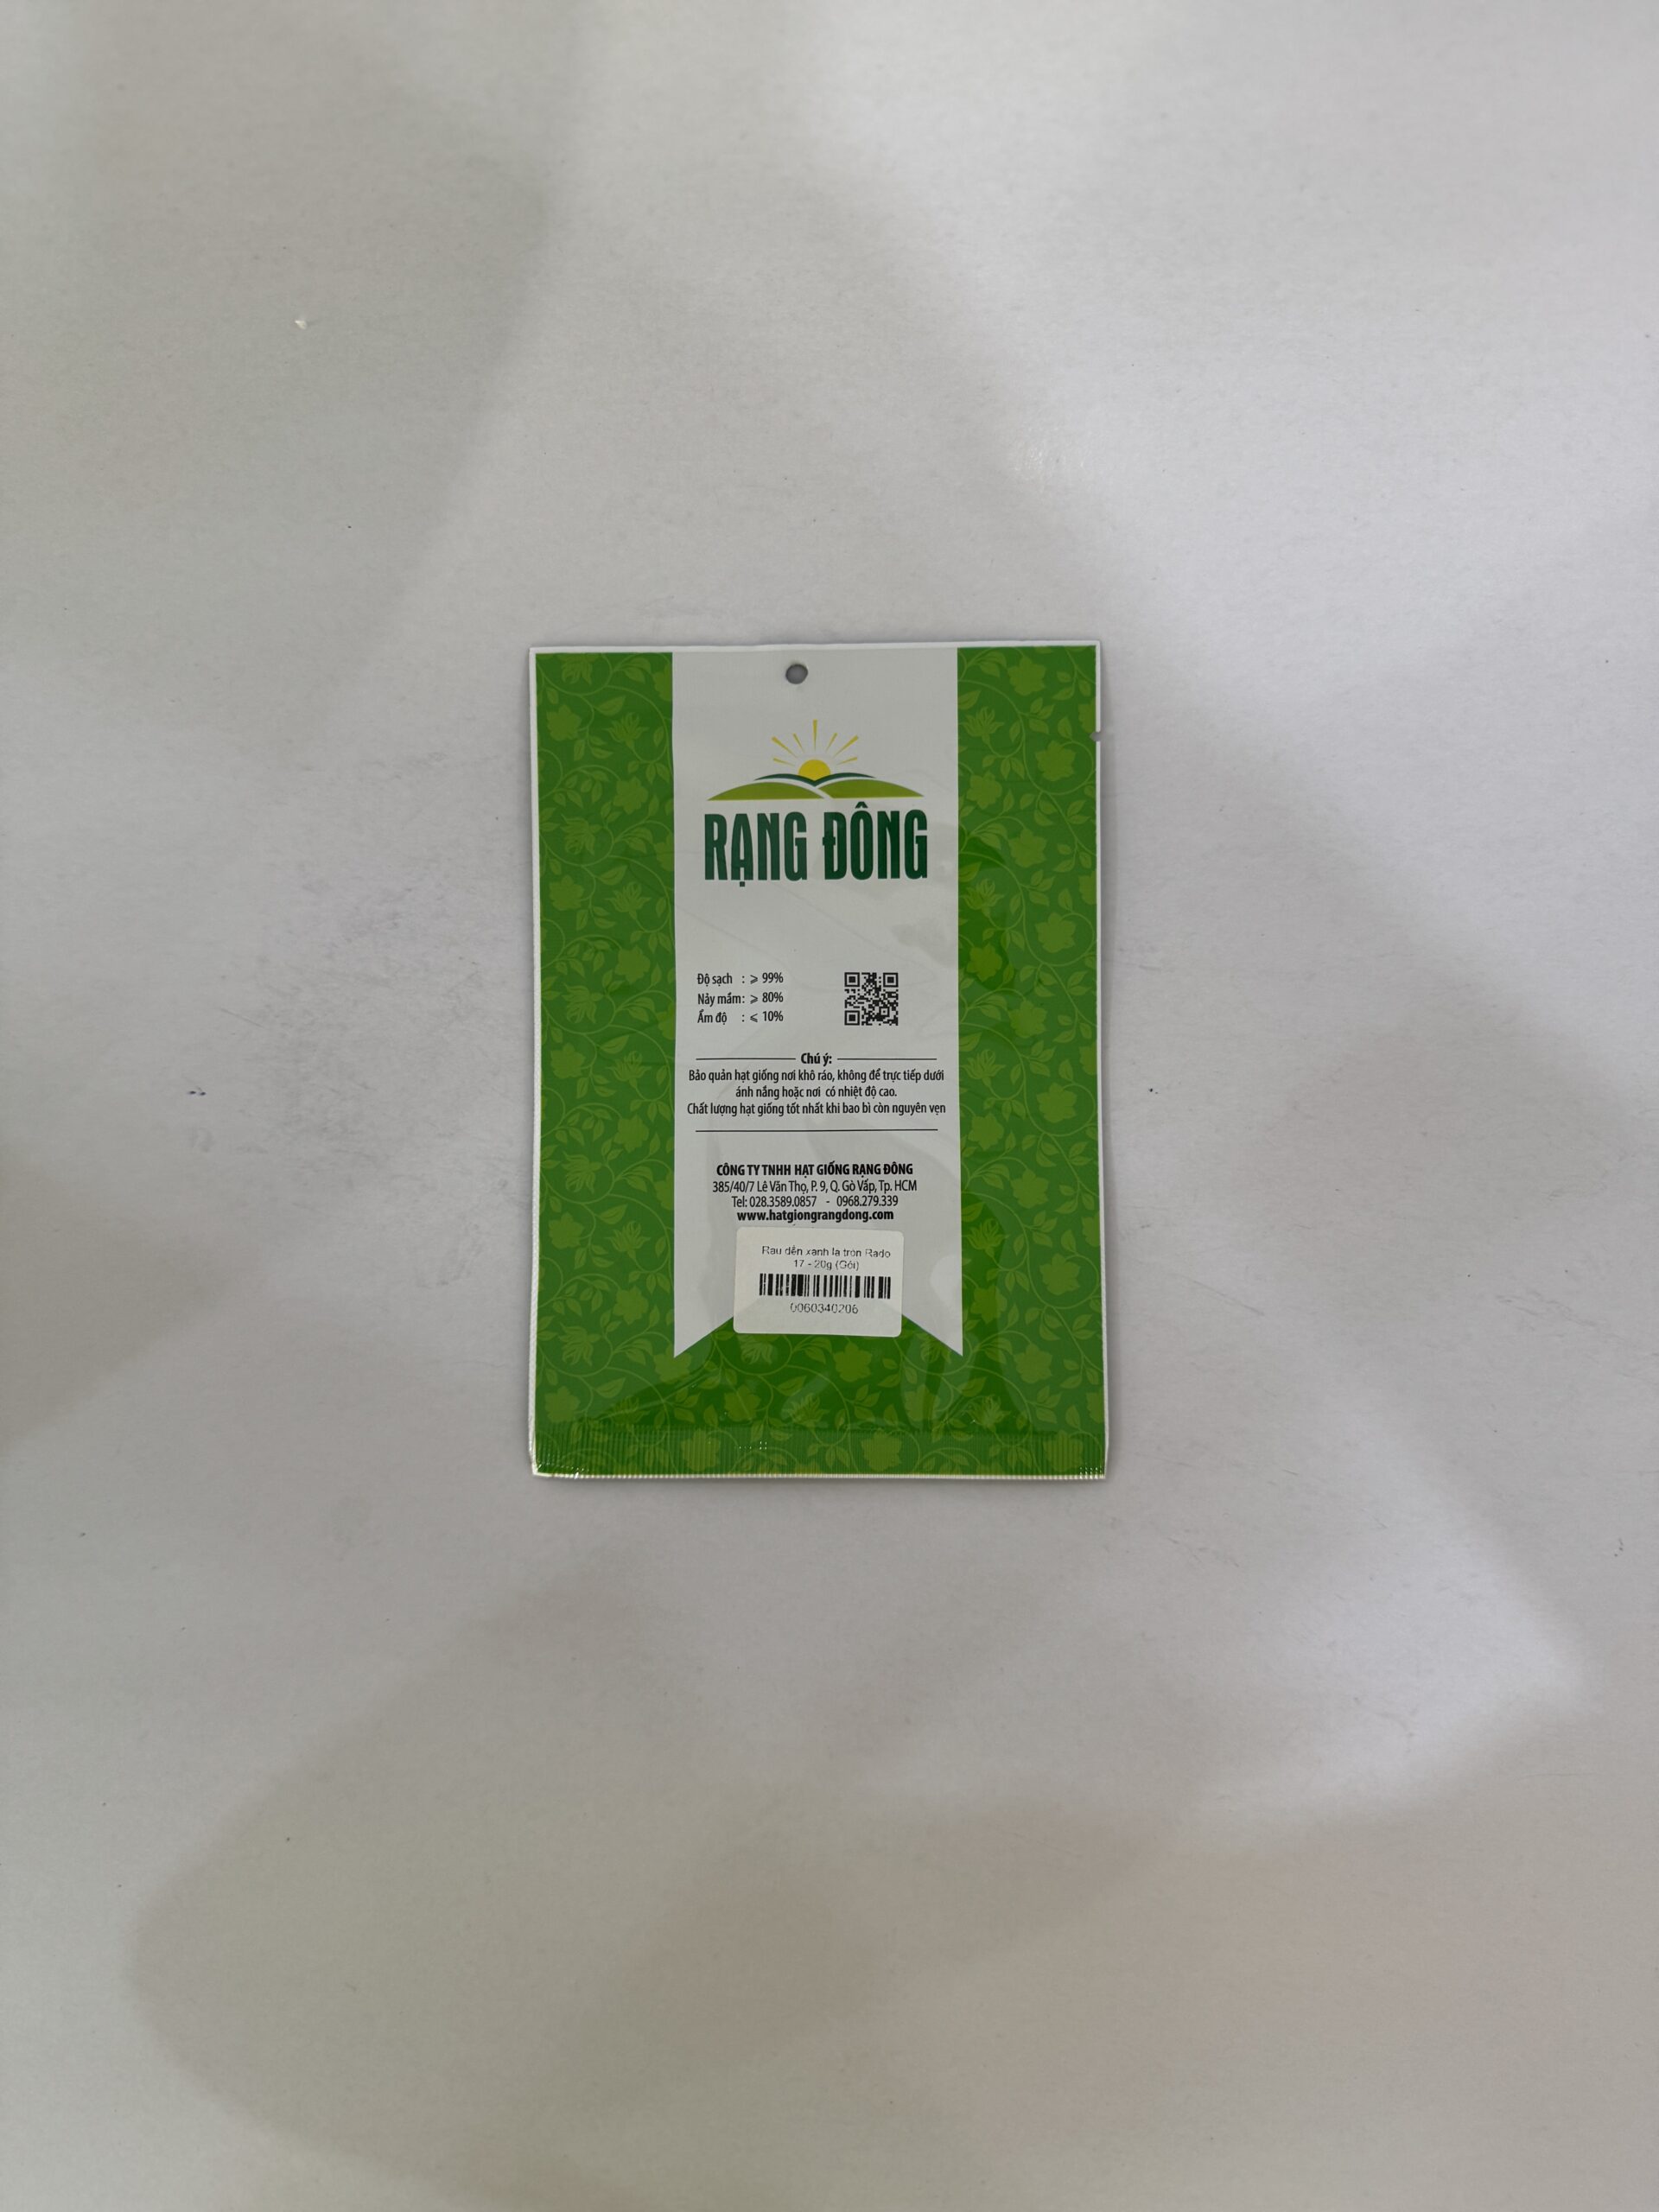 RẠNG ĐÔNG
Độ sạch : ⩾ 99%
Nảy mầm: ⩾ 80%
Ẩm độ : ⩽ 10%
Chú ý:
Bảo quản hạt giống nơi khô ráo, không để trực tiếp dưới
ánh nắng hoặc nơi có nhiệt độ cao.
Chất lượng hạt giống tốt nhất khi bao bì còn nguyên vẹn
CÔNG TY TNHH HẠT GIỐNG RẠNG ĐÔNG
385/40/7 Lê Văn Thọ, P. 9, Q. Gò Vấp, Tp. HCM
Tel: 028.3589.0857 - 0968.279.339
www.hatgiongrangdong.com
Rau dền xanh lá tròn Rado
17 - 20g (Gói)
0060340206